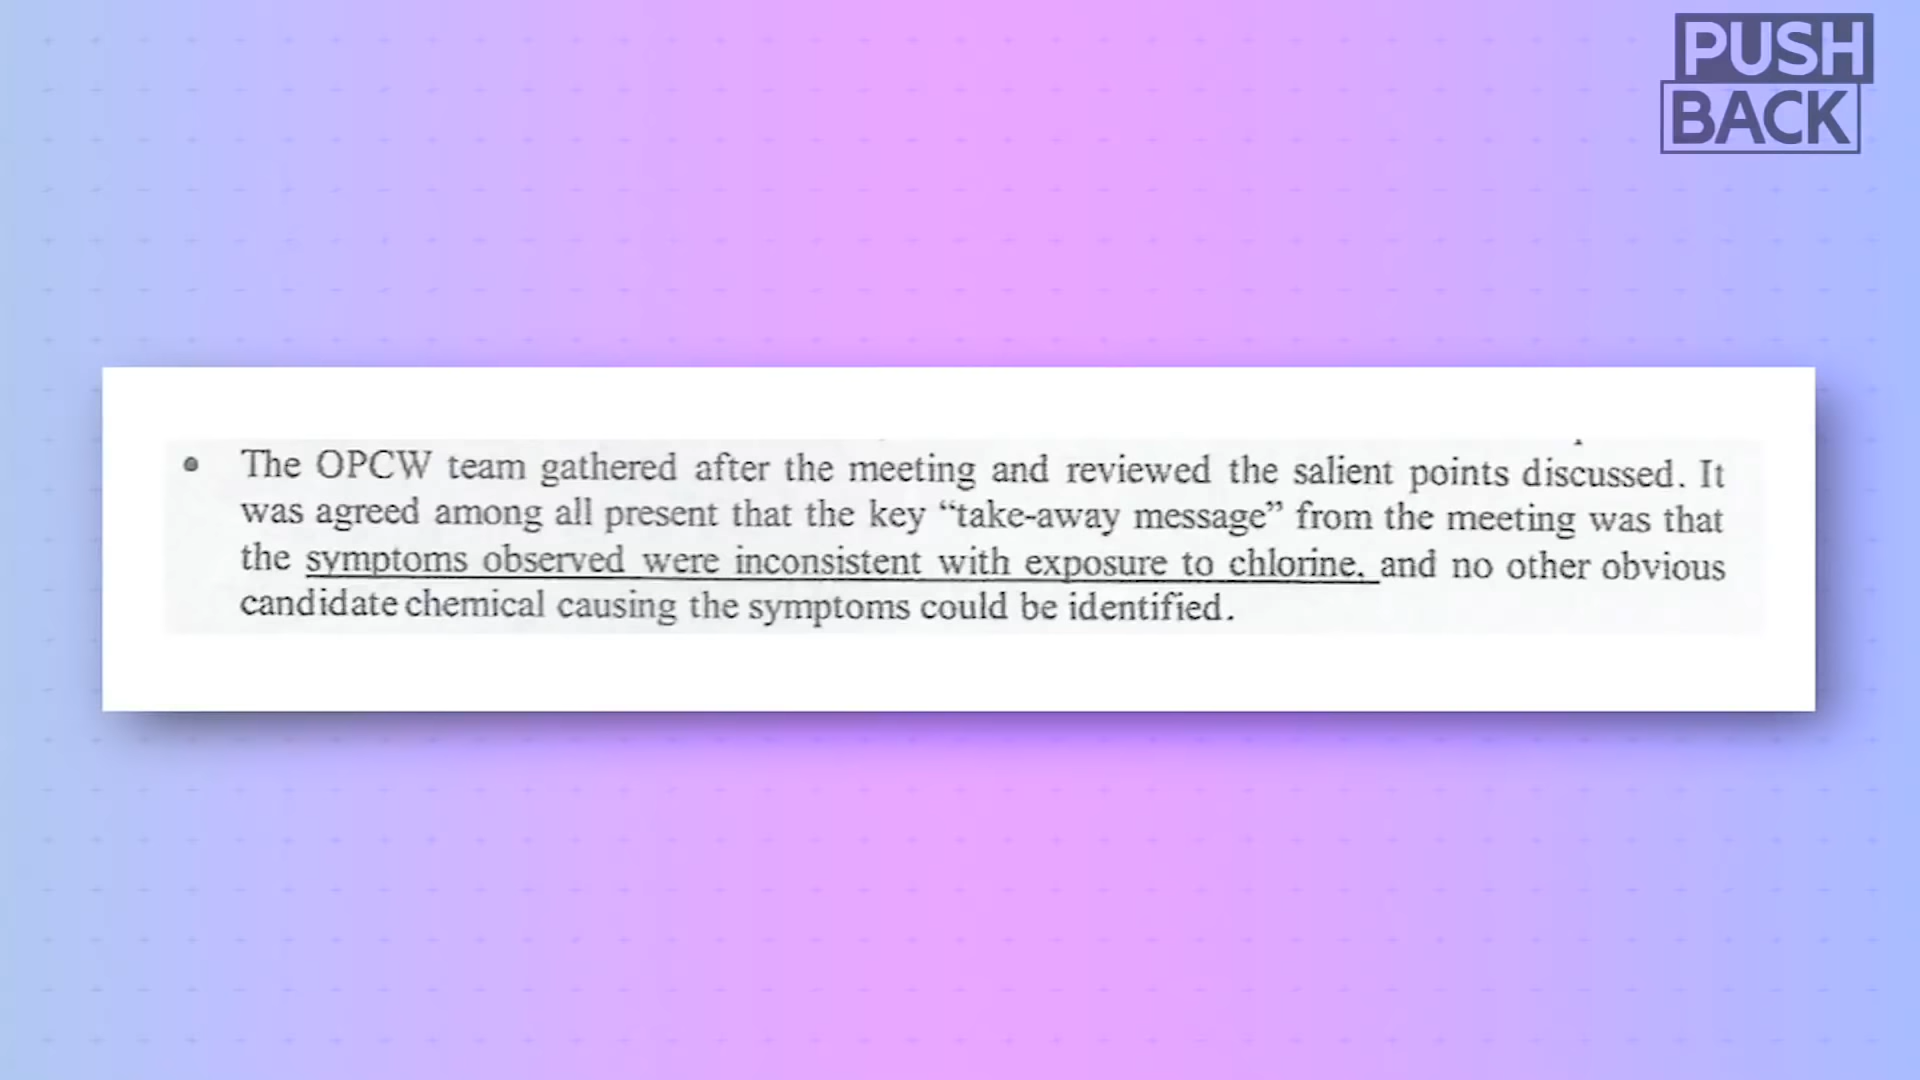 PUSH
BACK
• The OPCW team gathered after the meeting and reviewed the salient points discussed. It
was agreed among all present that the key “take-away message” from the meeting was that
the symptoms observed were inconsistent with exposure to chlorine, and no other obvious
candidate chemical causing the symptoms could be identified.